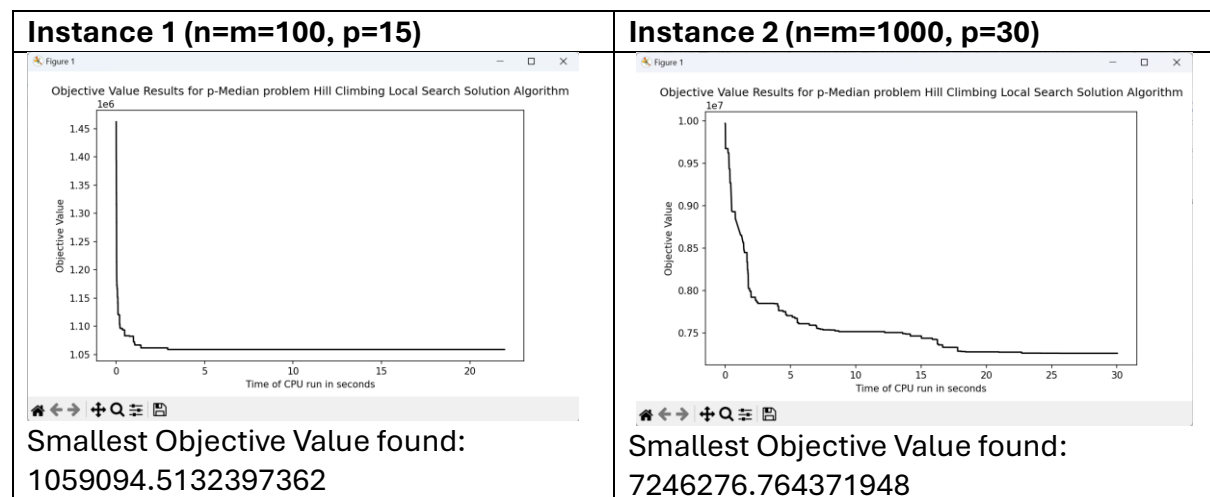 Instance 1 (n=m=100, p=15)
Figure 1
Objective Value Results for p-Median problem Hill Climbing Local Search Solution Algorithm
1e6
1.45
1.40
1.35
1.30
1.25
1.20
1.15
1.10
1.05
Objective Value
0 5 10 15 20
Time of CPU run in seconds
Smallest Objective Value found:
1059094.5132397362
Instance 2 (n=m=1000, p=30)
Figure 1
Objective Value Results for p-Median problem Hill Climbing Local Search Solution Algorithm
1e7
1.00
0.95
0.90
0.85
0.80
0.75
Objective Value
0 5 10 15 20 25 30
Time of CPU run in seconds
Smallest Objective Value found:
7246276.764371948